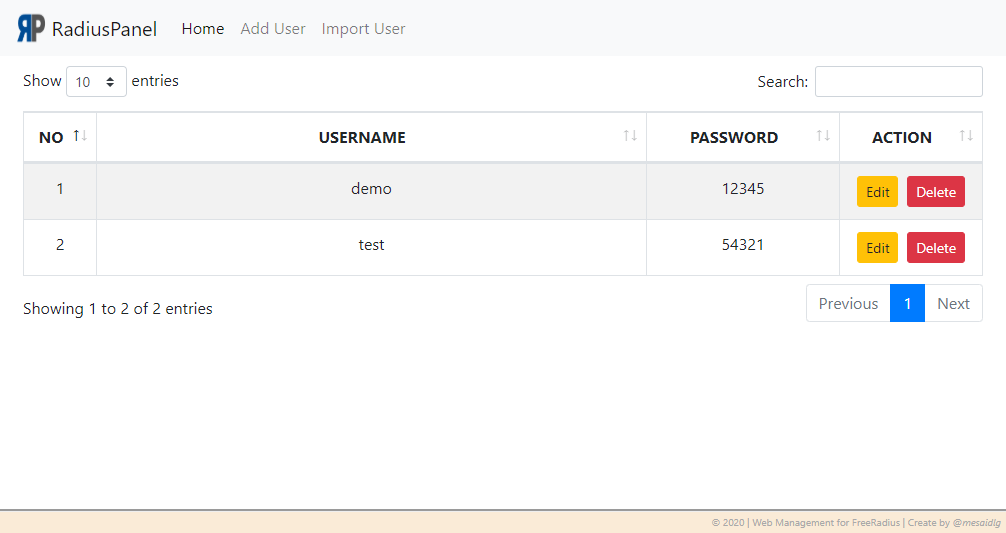 RP RadiusPanel Home Add User Import User
Show 10 entries Search:
NO USERNAME PASSWORD ACTION
1 demo 12345 Edit Delete
2 test 54321 Edit Delete
Showing 1 to 2 of 2 entries Previous 1 Next
© 2020 | Web Management for FreeRadius | Create by @mesaidlg